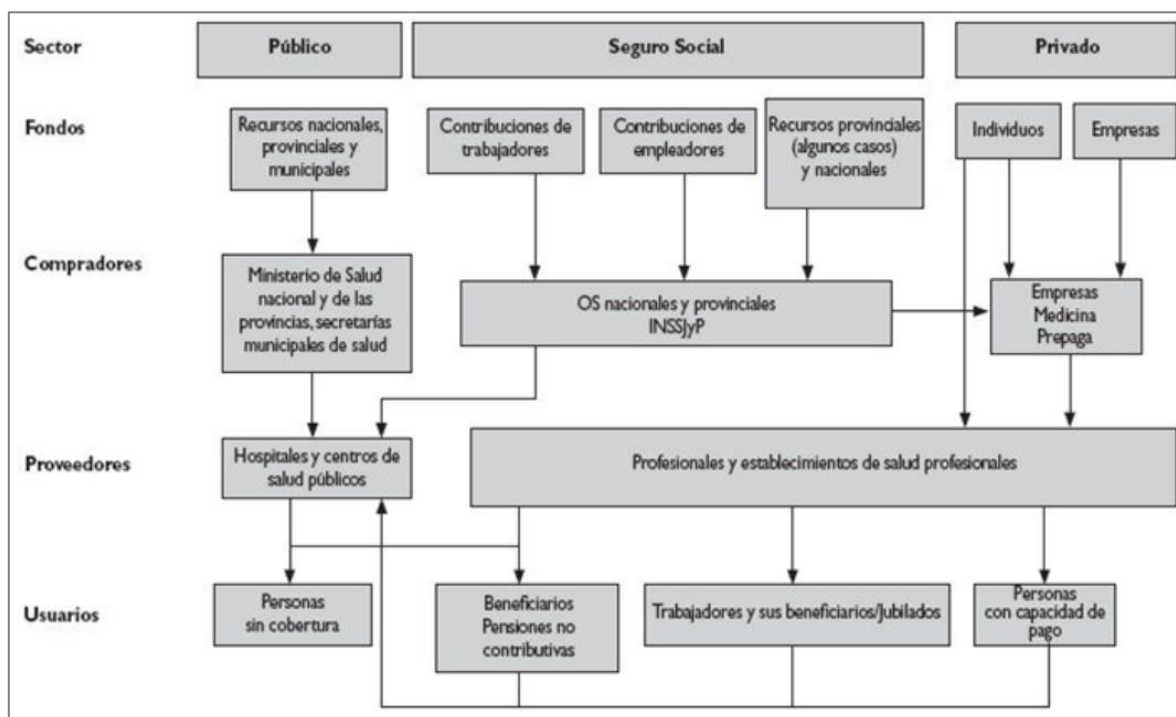 Sector
Público
Seguro Social
Privado
Fondos
Recursos nacionales,
provinciales y
municipales
Contribuciones de
trabajadores
Contribuciones de
empleadores
Recursos provinciales
(algunos casos)
y nacionales
Individuos
Empresas
Compradores
Ministerio de Salud
nacional y de las
provincias, secretarías
municipales de salud
OS nacionales y provinciales
INSSJyP
Empresas
Medicina
Prepaga
Proveedores
Hospitales y centros de
salud públicos
Profesionales y establecimientos de salud profesionales
Usuarios
Personas
sin cobertura
Beneficiarios
Pensiones no
contributivas
Trabajadores y sus beneficiarios/Jubilados
Personas
con capacidad de
pago